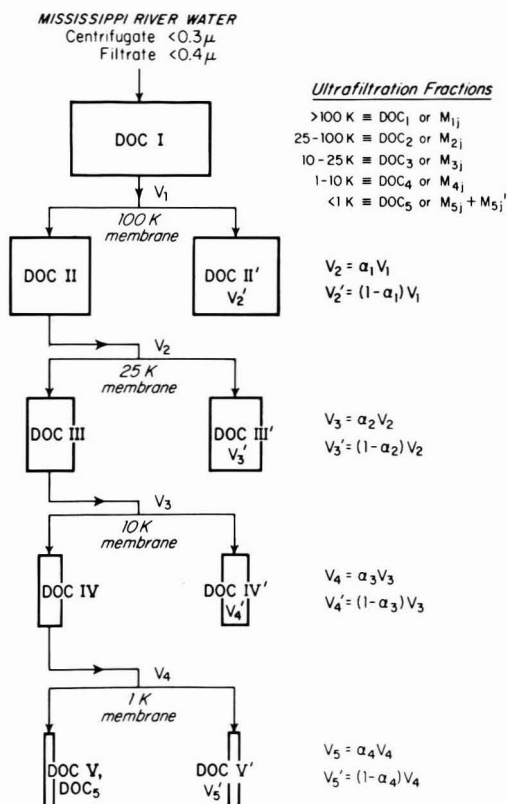 MISSISSIPPI RIVER WATER
Centrifugate <0.3μ
Filtrate <0.4μ
DOC I
V₁
100 K
membrane
DOC II
DOC II'
V₂'
V₂
25 K
membrane
DOC III
DOC III'
V₃'
V₃
10K
membrane
DOC IV
DOC IV'
V₄'
V₄
1 K
membrane
DOC V,
DOC₅
DOC V'
V₅'
Ultrafiltration Fractions
>100 K ≡ DOC₁ or M₁ⱼ
25-100 K ≡ DOC₂ or M₂ⱼ
10-25 K ≡ DOC₃ or M₃ⱼ
1-10 K ≡ DOC₄ or M₄ⱼ
<1 K ≡ DOC₅ or M₅ⱼ + M₅ⱼ'
V₂ = α₁V₁
V₂' = (1-α₁)V₁
V₃ = α₂V₂
V₃' = (1-α₂)V₂
V₄ = α₃V₃
V₄' = (1-α₃)V₃
V₅ = α₄V₄
V₅' = (1-α₄)V₄